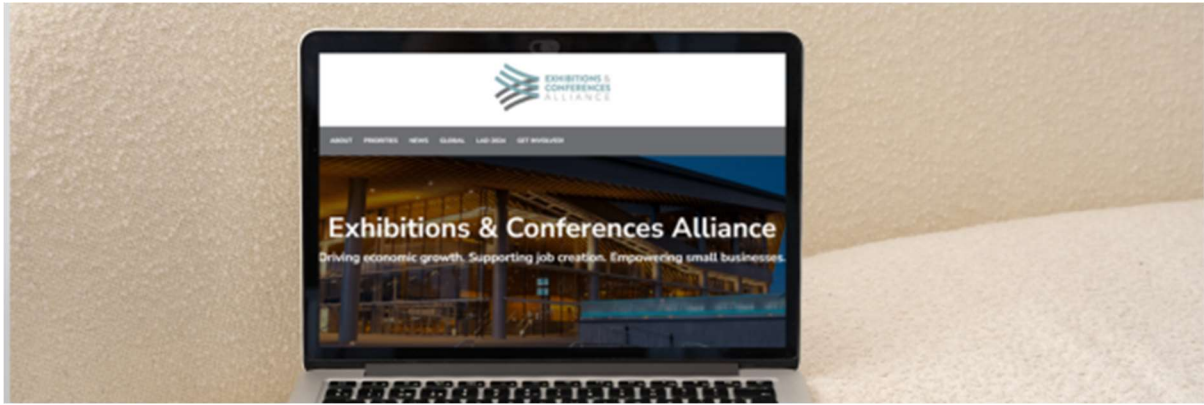 EXHIBITIONS &
CONFERENCES
ALLIANCE
ABOUT PRIORITIES NEWS GLOBAL LAD 2024 GET INVOLVED!
Exhibitions & Conferences Alliance
Driving economic growth. Supporting job creation. Empowering small businesses.